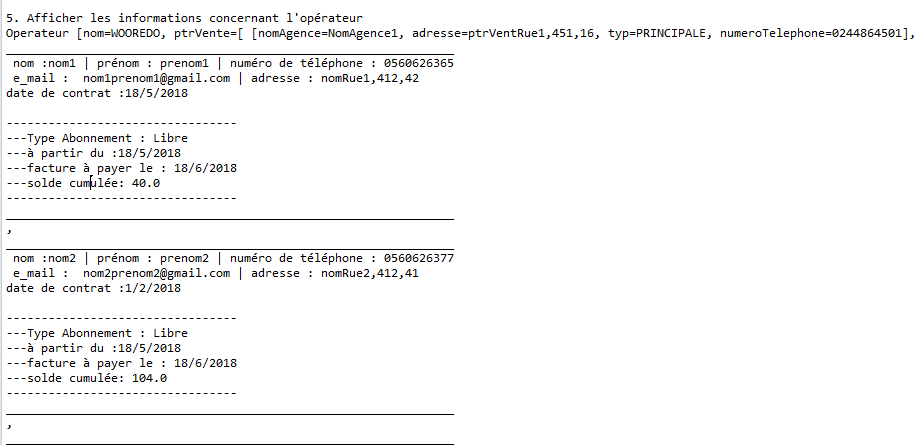 5. Afficher les informations concernant l'opérateur
Operateur [nom=WOOREDO, ptrVente=[ [nomAgence=NomAgence1, adresse=ptrVentRue1,451,16, typ=PRINCIPALE, numeroTelephone=0244864501],
_______________________________________________________________
nom :nom1 | prénom : prenom1 | numéro de téléphone : 0560626365
e_mail :  nom1prenom1@gmail.com | adresse : nomRue1,412,42
date de contrat :18/5/2018
---------------------------------
---Type Abonnement : Libre
---à partir du :18/5/2018
---facture à payer le : 18/6/2018
---solde cumulée: 40.0
---------------------------------
_______________________________________________________________
,
_______________________________________________________________
nom :nom2 | prénom : prenom2 | numéro de téléphone : 0560626377
e_mail :  nom2prenom2@gmail.com | adresse : nomRue2,412,41
date de contrat :1/2/2018
---------------------------------
---Type Abonnement : Libre
---à partir du :18/5/2018
---facture à payer le : 18/6/2018
---solde cumulée: 104.0
---------------------------------
_______________________________________________________________
,
_______________________________________________________________